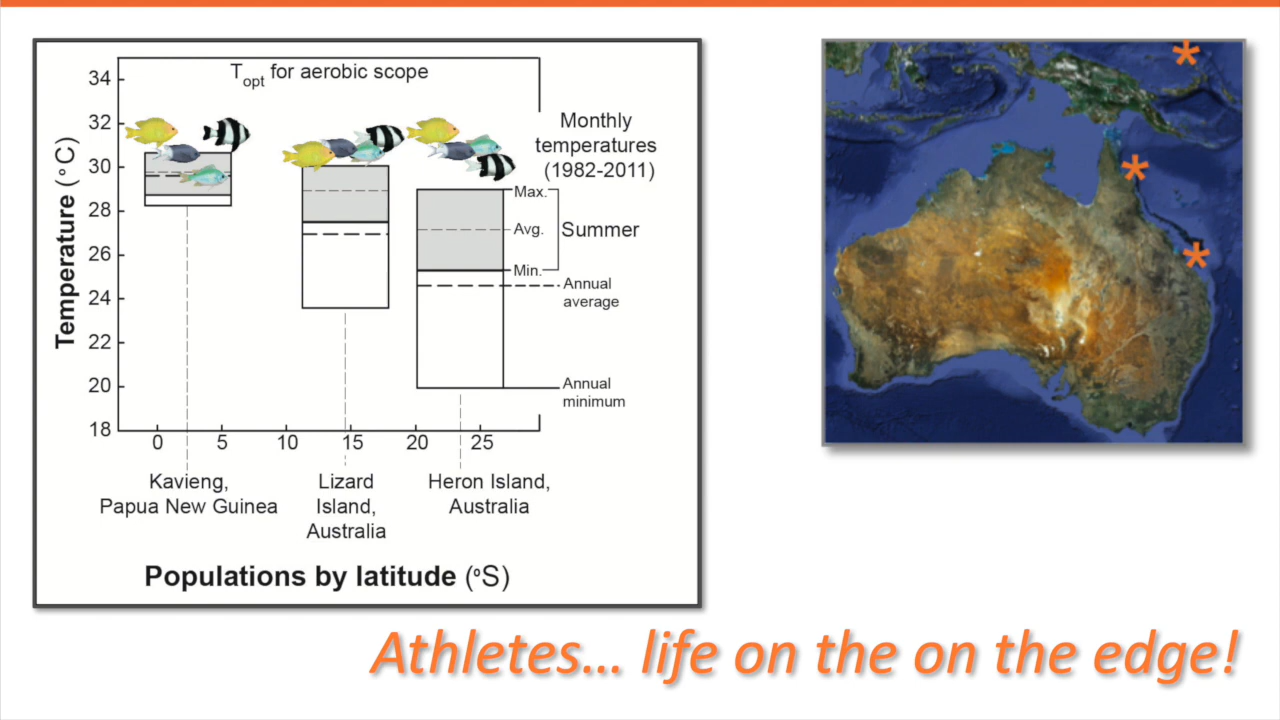 T opt for aerobic scope
34
32
30
28
26
24
22
20
18
Temperature (°C)
Monthly
temperatures
(1982-2011)
Max.
Avg.
Min.
Summer
Annual
average
Annual
minimum
0 5 10 15 20 25
Kavieng,
Papua New Guinea
Lizard
Island,
Australia
Heron Island,
Australia
Populations by latitude (°S)
Athletes... life on the on the edge!